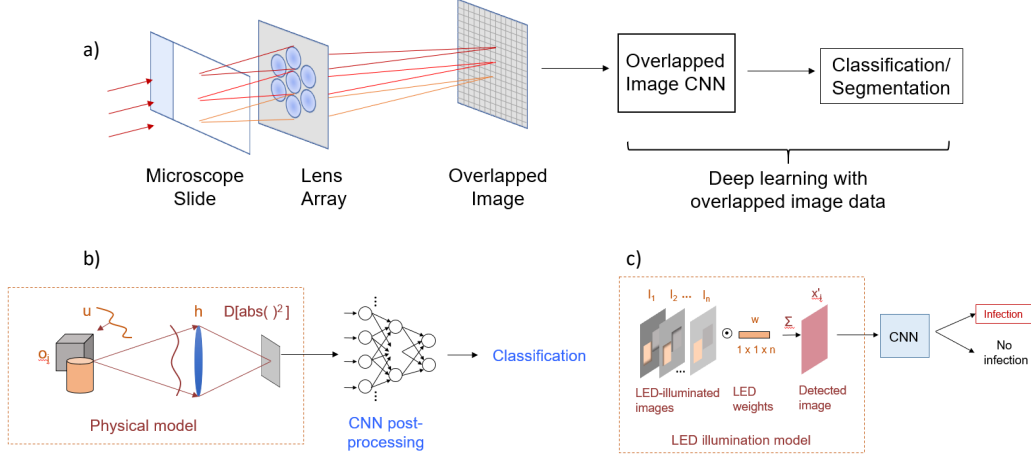 a)
Microscope
Slide
Lens
Array
Overlapped
Image
Overlapped
Image CNN
Classification/
Segmentation
Deep learning with
overlapped image data
b)
u
h
D[abs( )²]
o_j
Physical model
CNN post-
processing
Classification
c)
I₁ I₂ ... Iₙ
...
w
1 x 1 x n
Σ
x'_j
LED-illuminated
images
LED
weights
Detected
image
LED illumination model
CNN
Infection
No
infection